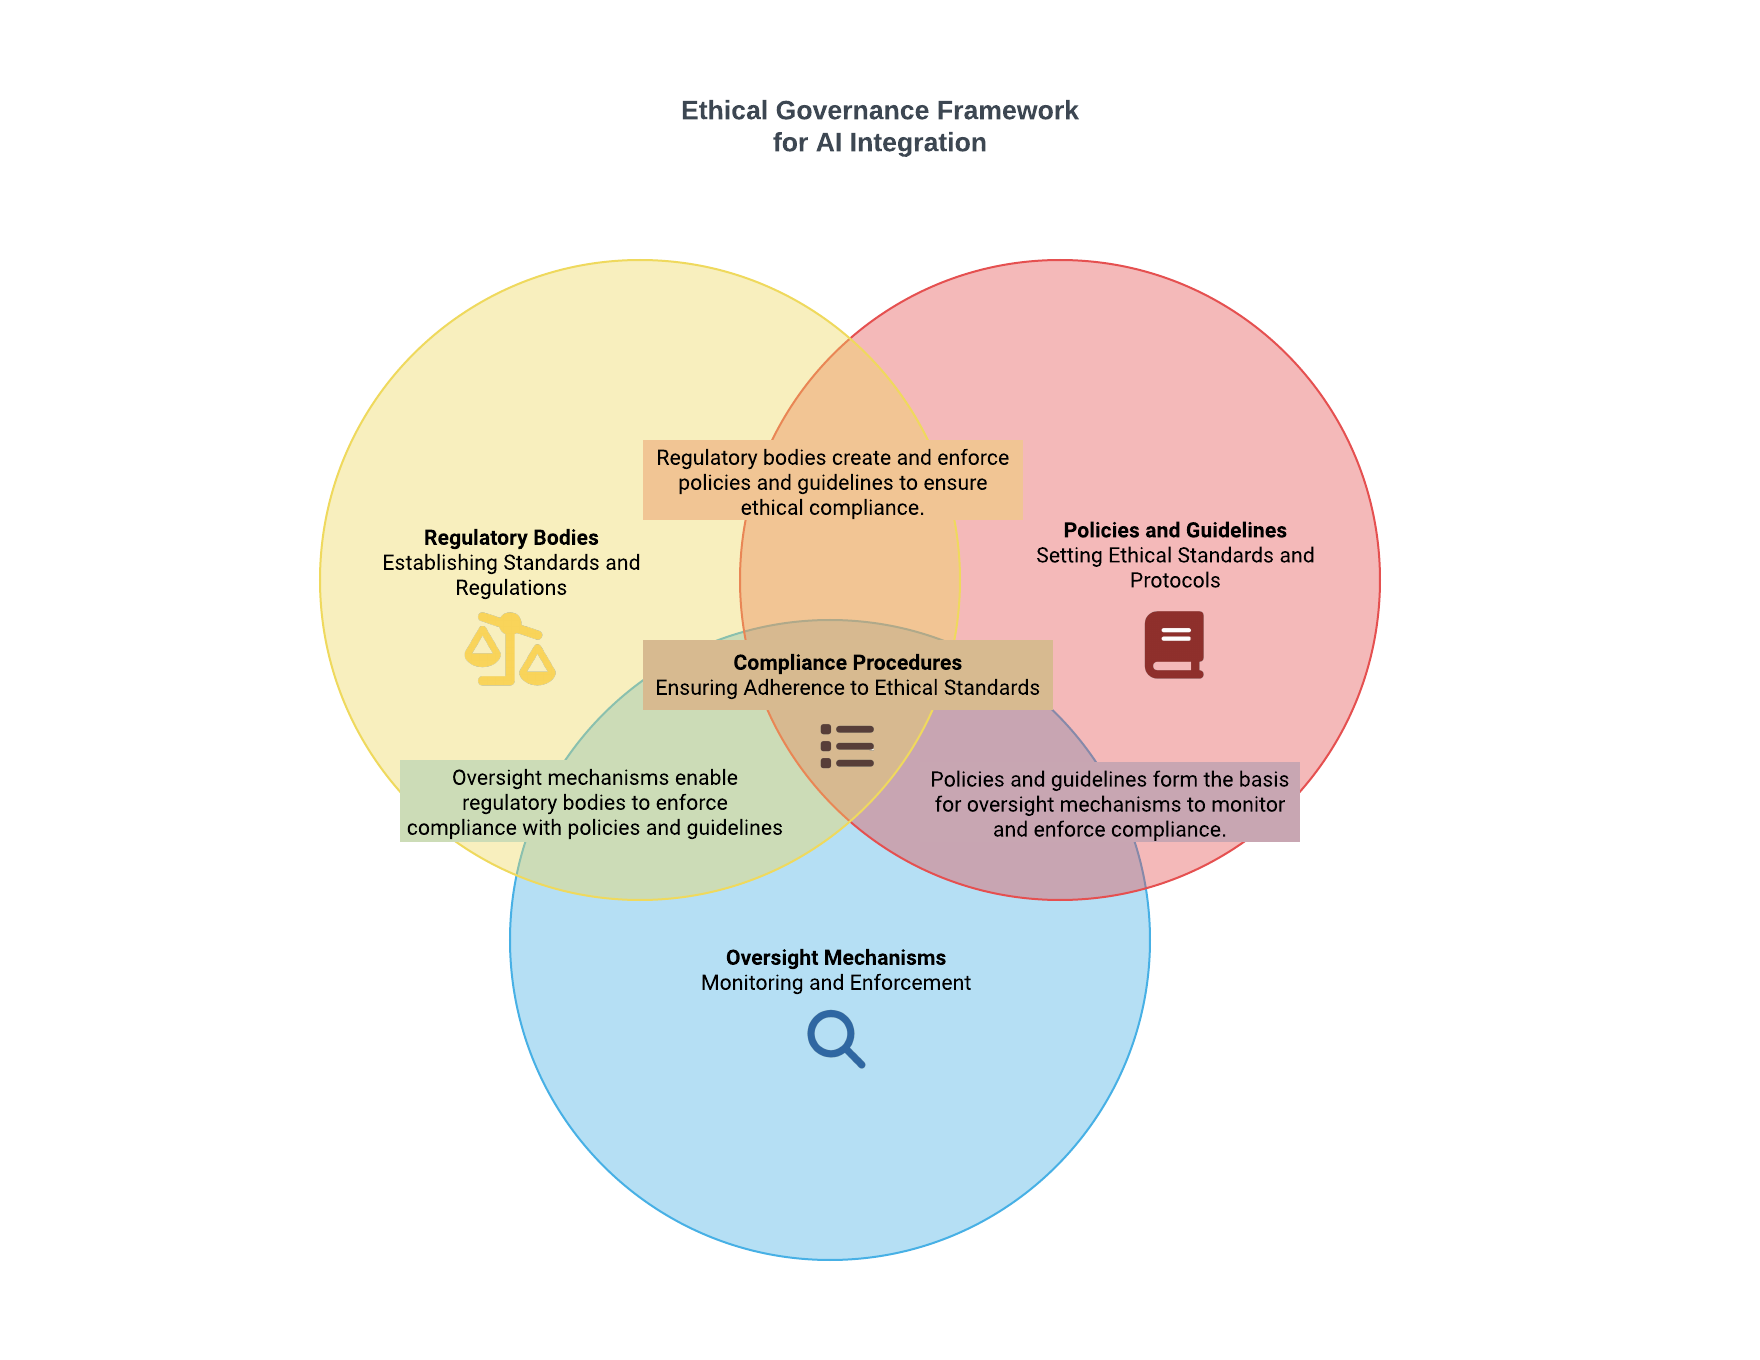 Ethical Governance Framework
for AI Integration
Regulatory bodies create and enforce
policies and guidelines to ensure
ethical compliance.
Regulatory Bodies
Establishing Standards and
Regulations
Policies and Guidelines
Setting Ethical Standards and
Protocols
Compliance Procedures
Ensuring Adherence to Ethical Standards
Oversight mechanisms enable
regulatory bodies to enforce
compliance with policies and guidelines
Policies and guidelines form the basis
for oversight mechanisms to monitor
and enforce compliance.
Oversight Mechanisms
Monitoring and Enforcement